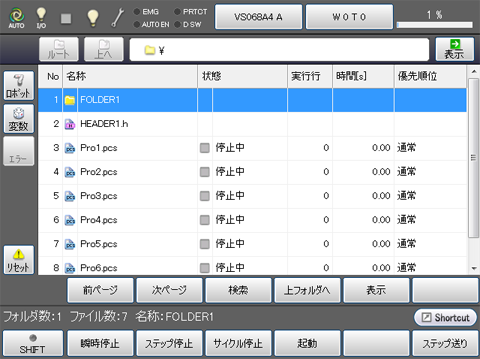 AUTO I/O EMG PRTCT AUTO EN D-SW VS068A4 A W 0 T 0 1 %
ルート 上へ ¥ 表示
ロボット
変数
エラー
リセット
No 名称 状態 実行行 時間[s] 優先順位
1 FOLDER1
2 HEADER1.h
3 Pro1.pcs 停止中 0 0.00 通常
4 Pro2.pcs 停止中 0 0.00 通常
5 Pro3.pcs 停止中 0 0.00 通常
6 Pro4.pcs 停止中 0 0.00 通常
7 Pro5.pcs 停止中 0 0.00 通常
8 Pro6.pcs 停止中 0 0.00 通常
前ページ 次ページ 検索 上フォルダへ 表示
フォルダ数:1 ファイル数:7 名称:FOLDER1 Shortcut
SHIFT 瞬時停止 ステップ停止 サイクル停止 起動 ステップ送り